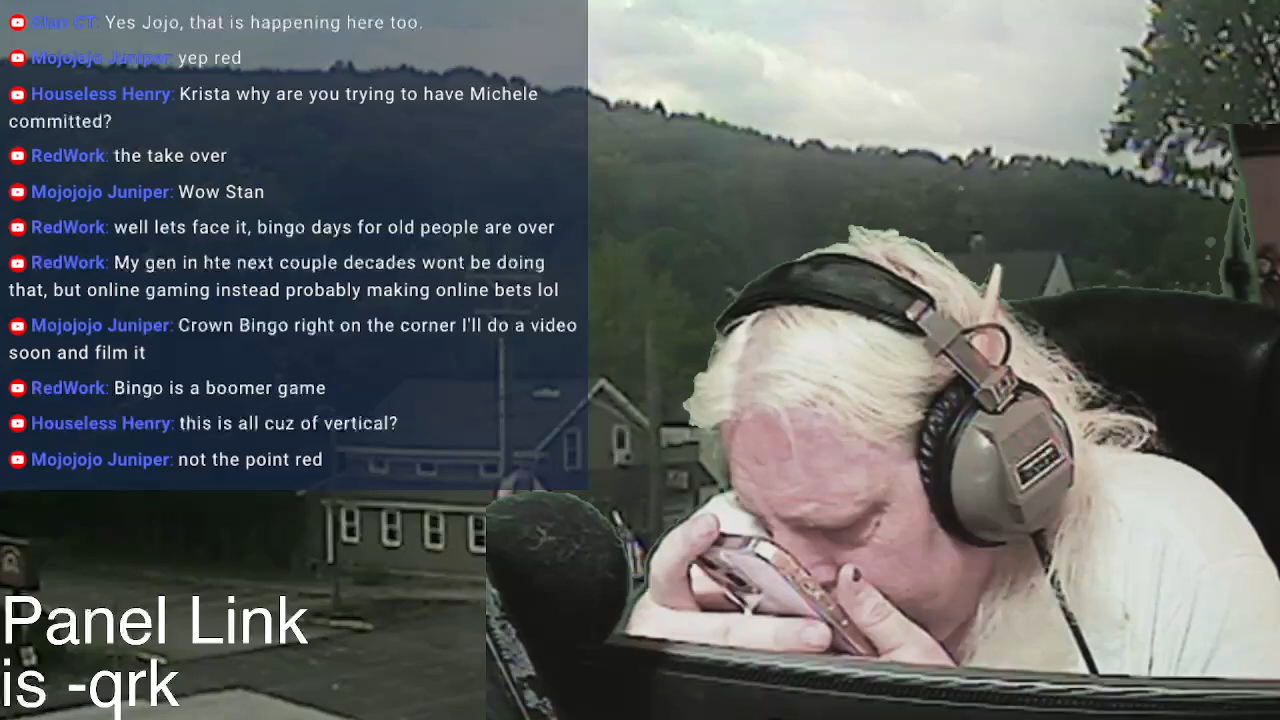 Stan CT: Yes Jojo, that is happening here too.
Mojojojo Juniper: yep red
Houseless Henry: Krista why are you trying to have Michele
committed?
RedWork: the take over
Mojojojo Juniper: Wow Stan
RedWork: well lets face it, bingo days for old people are over
RedWork: My gen in hte next couple decades wont be doing
that, but online gaming instead probably making online bets lol
Mojojojo Juniper: Crown Bingo right on the corner I'll do a video
soon and film it
RedWork: Bingo is a boomer game
Houseless Henry: this is all cuz of vertical?
Mojojojo Juniper: not the point red
Panel Link
is -qrk